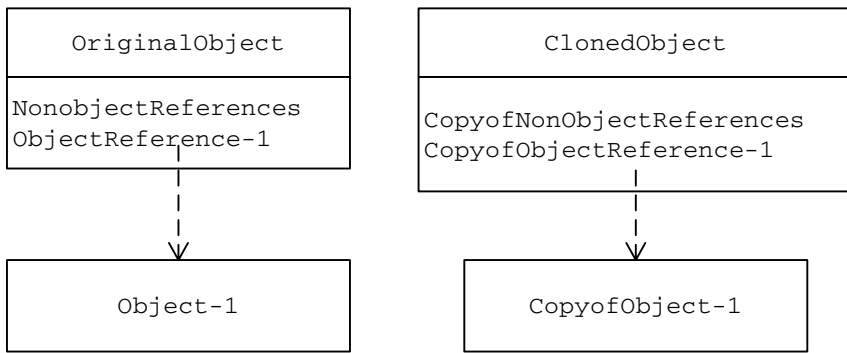 OriginalObject
NonobjectReferences
ObjectReference-1
Object-1
ClonedObject
CopyofNonObjectReferences
CopyofObjectReference-1
CopyofObject-1